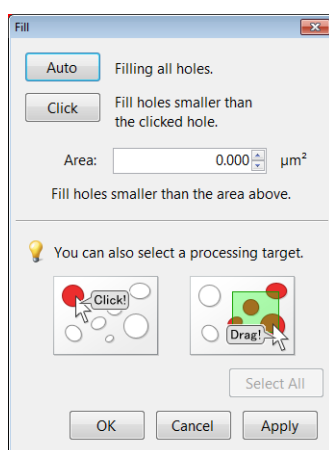 Fill
Auto
Filling all holes.
Click
Fill holes smaller than
the clicked hole.
Area:
0.000
μm²
Fill holes smaller than the area above.
You can also select a processing target.
Click!
Drag!
Select All
OK
Cancel
Apply